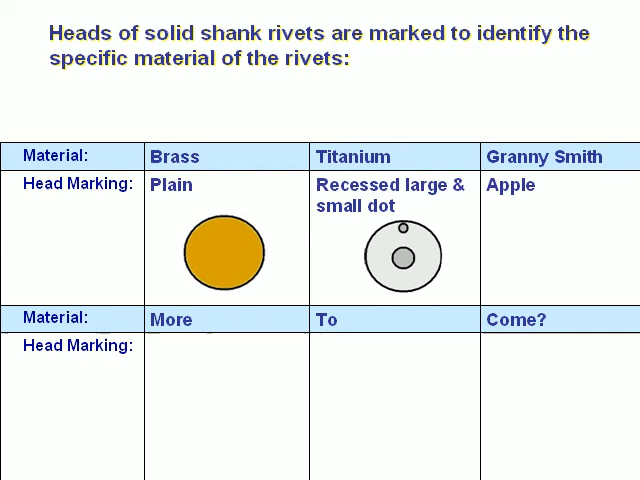 Heads of solid shank rivets are marked to identify the
specific material of the rivets:
Material: Brass Titanium Granny Smith
Head Marking: Plain Recessed large & small dot Apple
Material: More To Come?
Head Marking: